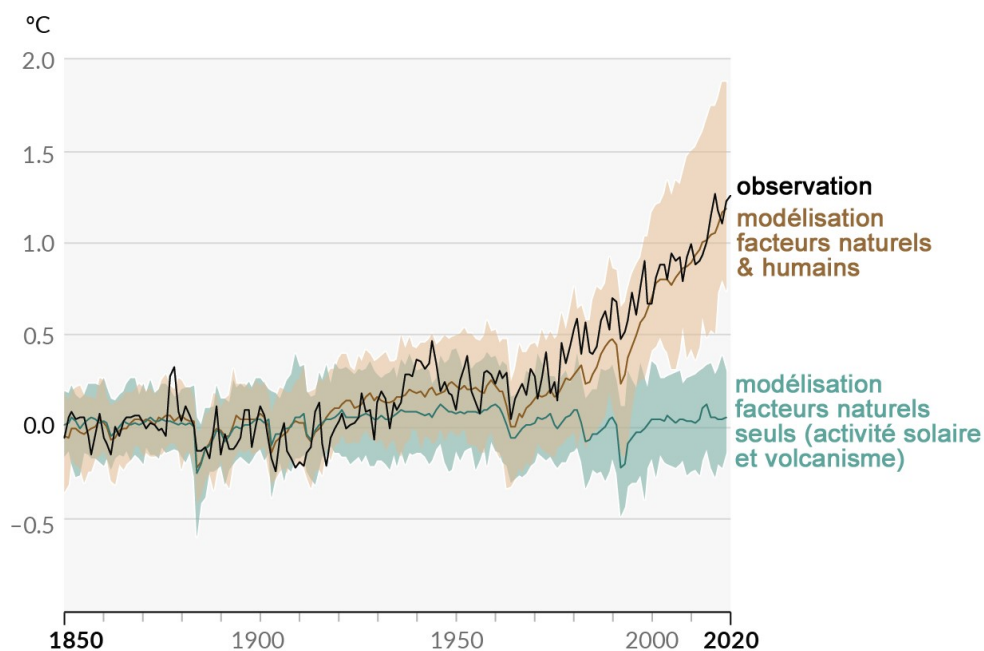 °C
2.0
1.5
1.0
0.5
0.0
−0.5
observation
modélisation
facteurs naturels
& humains
modélisation
facteurs naturels
seuls (activité solaire
et volcanisme)
1850 1900 1950 2000 2020